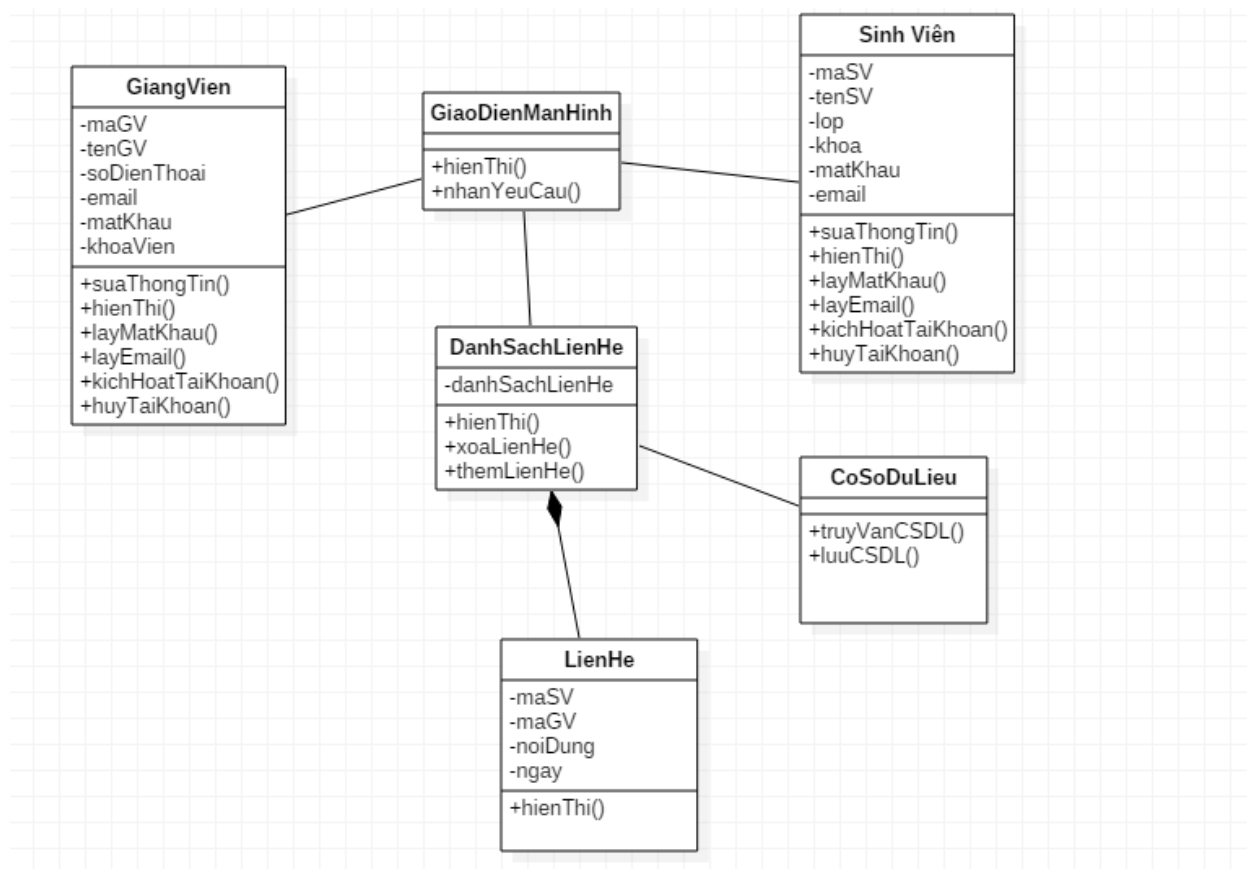 GiangVien
-maGV
-tenGV
-soDienThoai
-email
-matKhau
-khoaVien
+suaThongTin()
+hienThi()
+layMatKhau()
+layEmail()
+kichHoatTaiKhoan()
+huyTaiKhoan()
GiaoDienManHinh
+hienThi()
+nhanYeuCau()
Sinh Viên
-maSV
-tenSV
-lop
-khoa
-matKhau
-email
+suaThongTin()
+hienThi()
+layMatKhau()
+layEmail()
+kichHoatTaiKhoan()
+huyTaiKhoan()
DanhSachLienHe
-danhSachLienHe
+hienThi()
+xoaLienHe()
+themLienHe()
CoSoDuLieu
+truyVanCSDL()
+luuCSDL()
LienHe
-maSV
-maGV
-noiDung
-ngay
+hienThi()